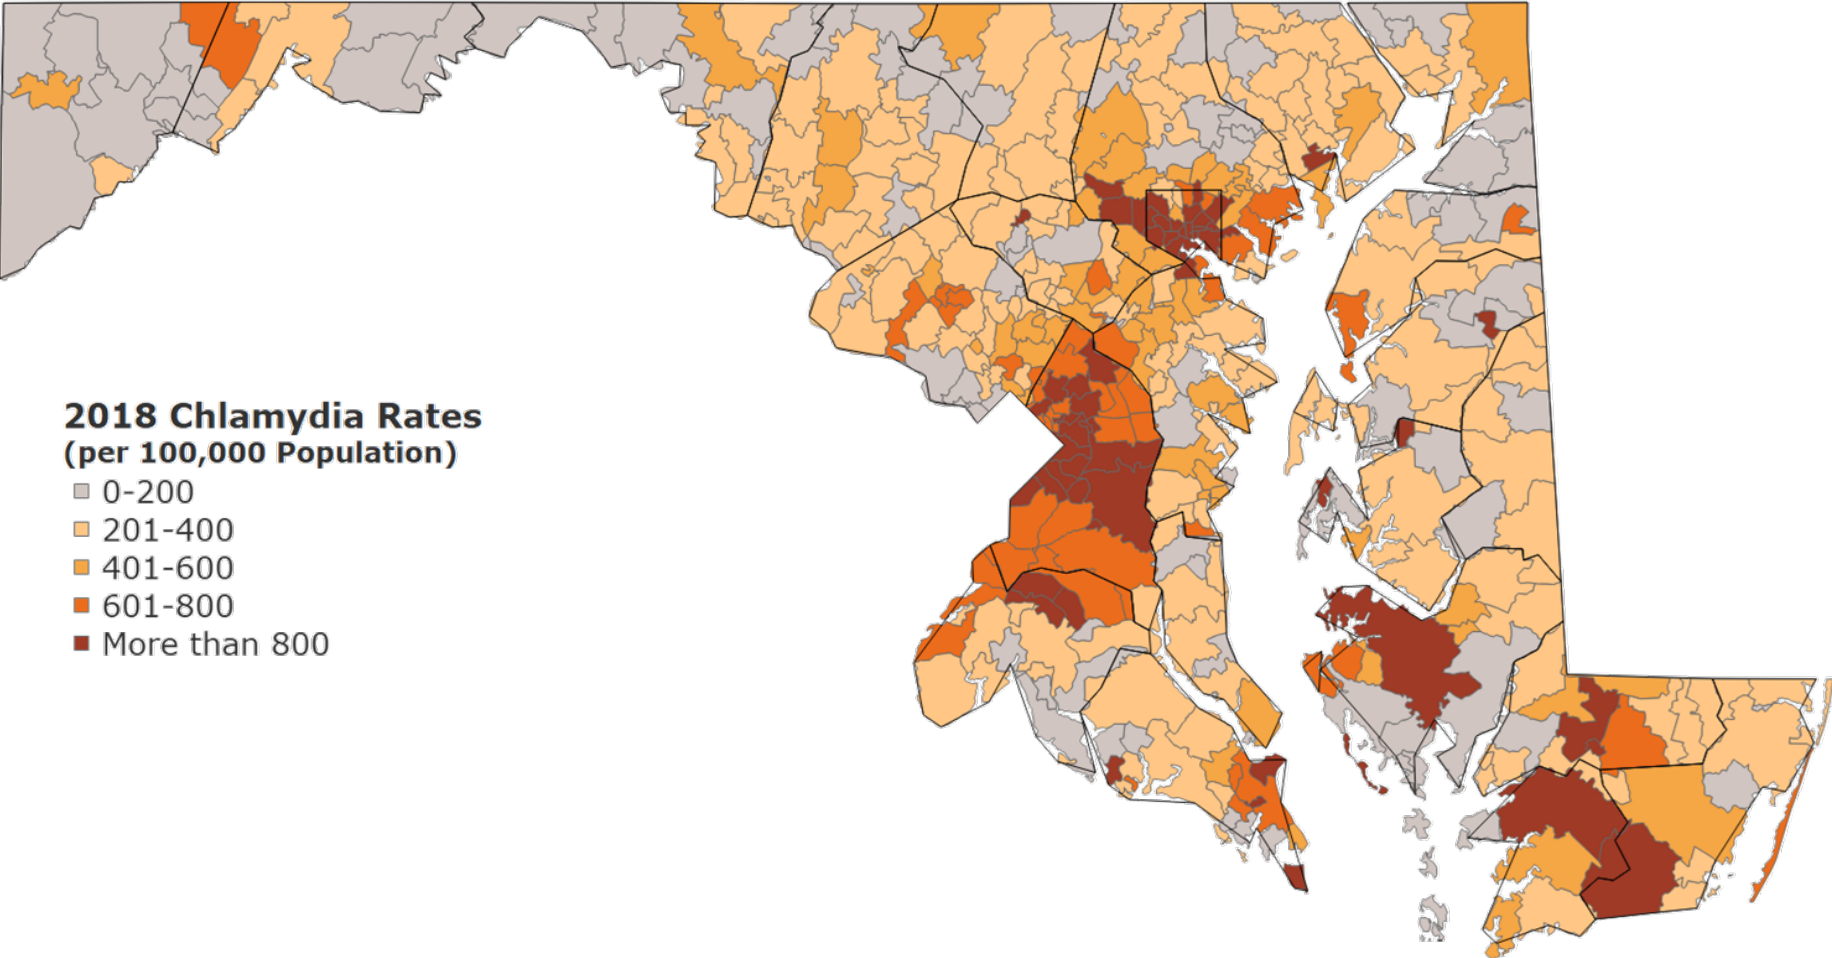 2018 Chlamydia Rates
(per 100,000 Population)
0-200
201-400
401-600
601-800
More than 800